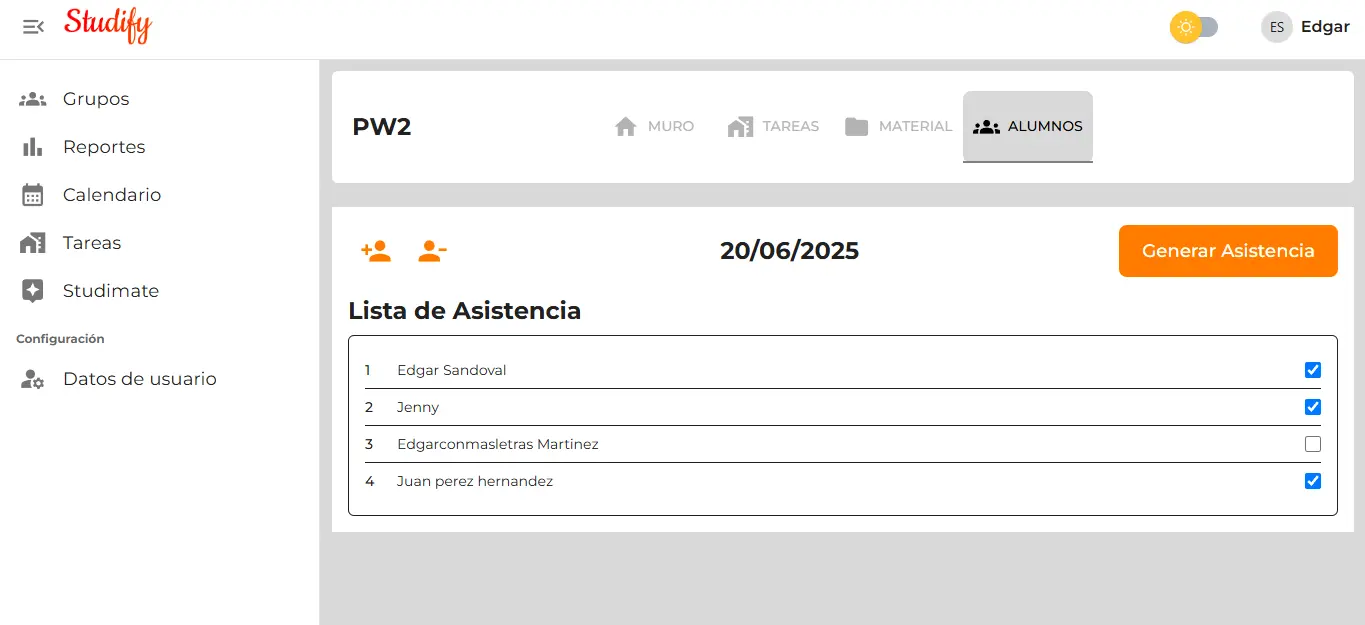 Studify
ES Edgar
Grupos
Reportes
Calendario
Tareas
Studimate
Configuración
Datos de usuario
PW2
MURO TAREAS MATERIAL ALUMNOS
20/06/2025
Generar Asistencia
Lista de Asistencia
1 Edgar Sandoval
2 Jenny
3 Edgarconmasletras Martinez
4 Juan perez hernandez